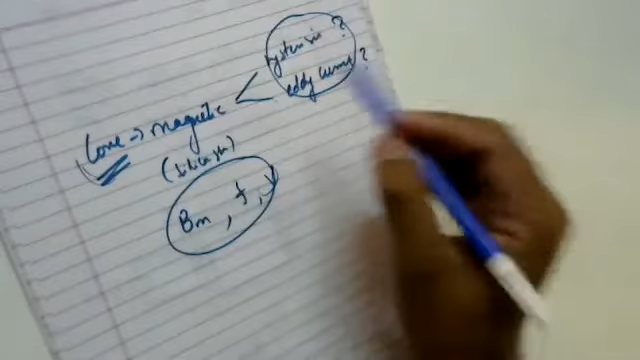 Core → magnetic < hysteresis ?
eddy current ?
Bm, f, v